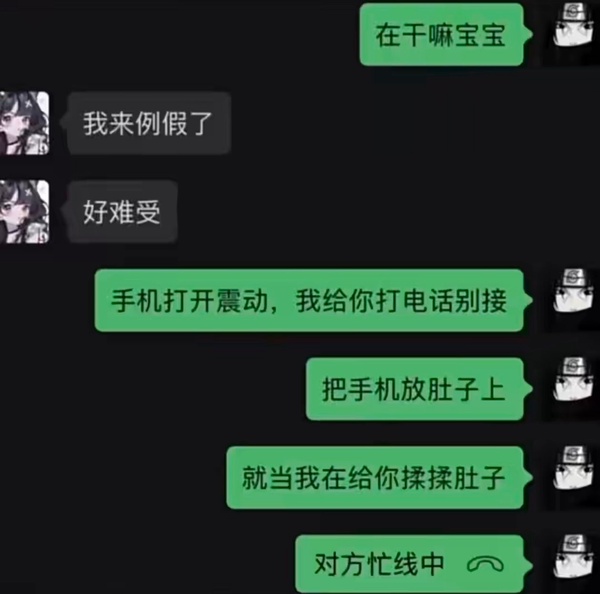 在干嘛宝宝
我来例假了
好难受
手机打开震动，我给你打电话别接
把手机放肚子上
就当我在给你揉揉肚子
对方忙线中